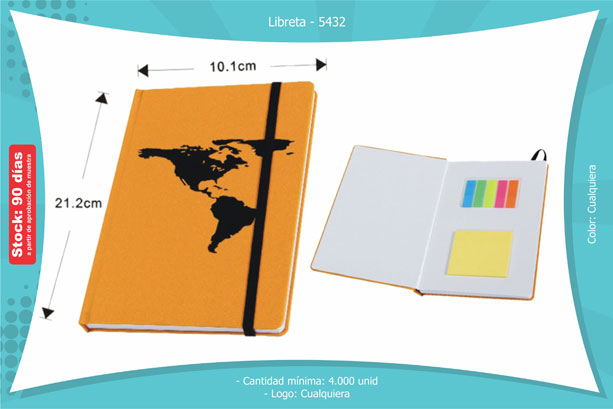 Libreta - 5432
10.1cm
21.2cm
Stock: 90 días
a partir de aprobación de muestra
Color: Cualquiera
- Cantidad mínima: 4.000 unid
- Logo: Cualquiera